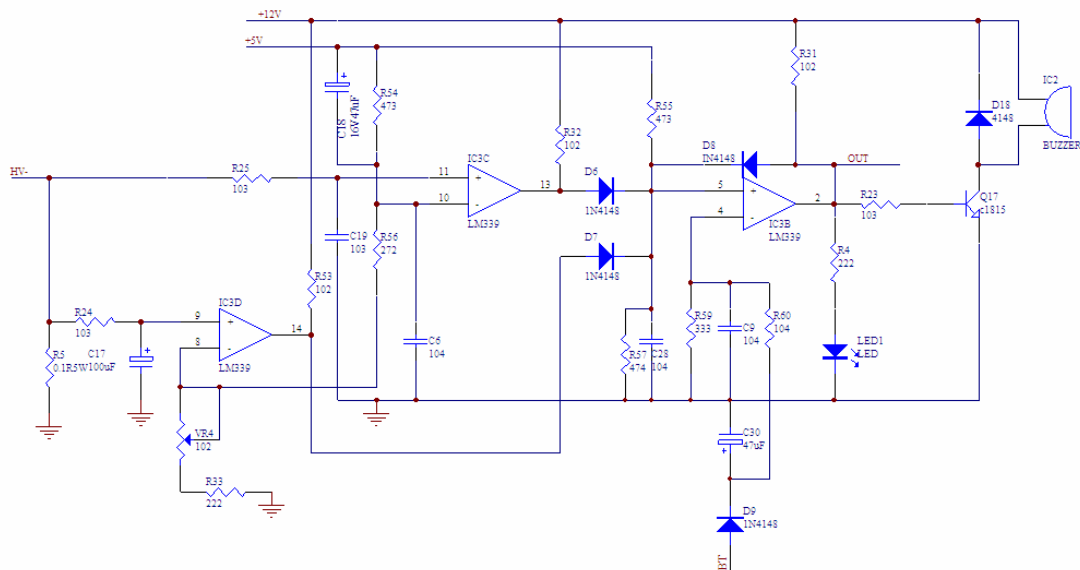 +12V
+5V
R31
102
IC2
BUZZER
D18
4148
R54
473
C18
16V47uF
R32
102
R55
473
D8
IN4148
OUT
HV-
R25
103
IC3C
11
+
10
-
13
LM339
D6
1N4148
5
+
4
-
2
IC3B
LM339
R23
103
Q17
c1815
C19
103
R56
272
D7
1N4148
R4
222
R53
102
R24
103
IC3D
9
+
8
-
14
LM339
C6
104
R59
333
C9
104
R60
104
LED1
LED
R5
0.1R5W
C17
100uF
+
R57
474
C28
104
VR4
102
C30
47uF
+
R33
222
D9
1N4148
BT